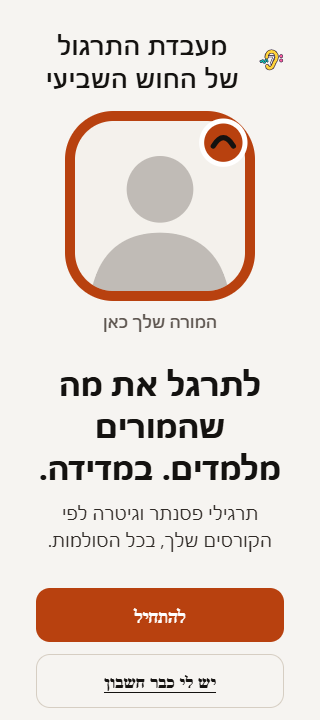 מעבדת התרגול
של החוש השביעי
המורה שלך כאן
לתרגל את מה
שהמורים
מלמדים. במדידה.
תרגילי פסנתר וגיטרה לפי
הקורסים שלך, בכל הסולמות.
להתחיל
יש לי כבר חשבון